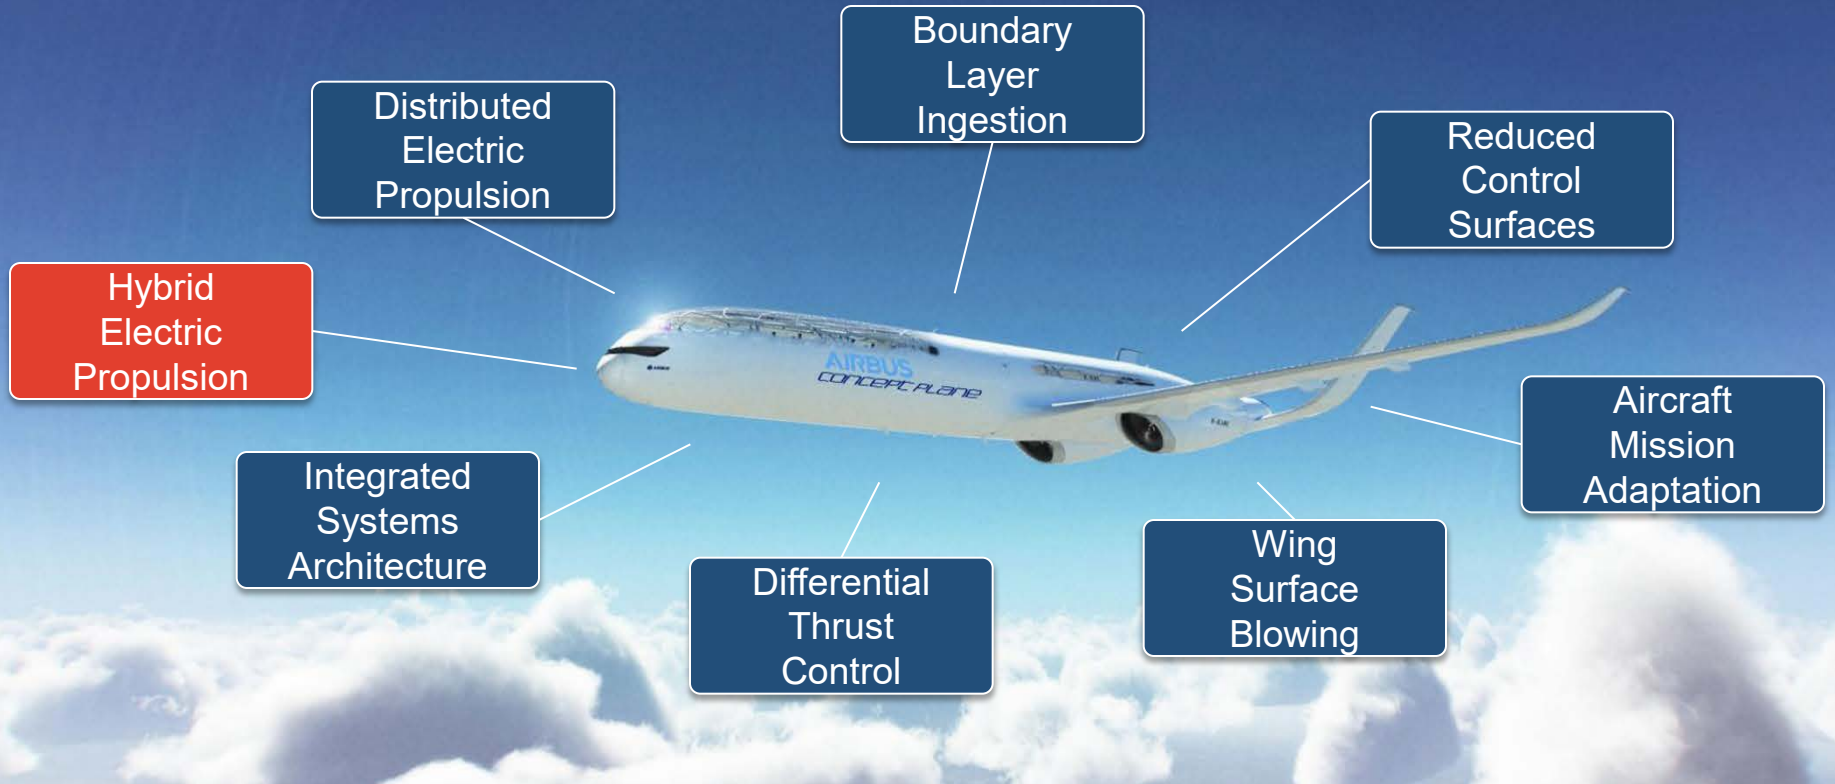 Boundary
Layer
Ingestion
Distributed
Electric
Propulsion
Reduced
Control
Surfaces
Hybrid
Electric
Propulsion
AIRBUS
CONCEPT PLANE
Aircraft
Mission
Adaptation
Integrated
Systems
Architecture
Wing
Surface
Blowing
Differential
Thrust
Control